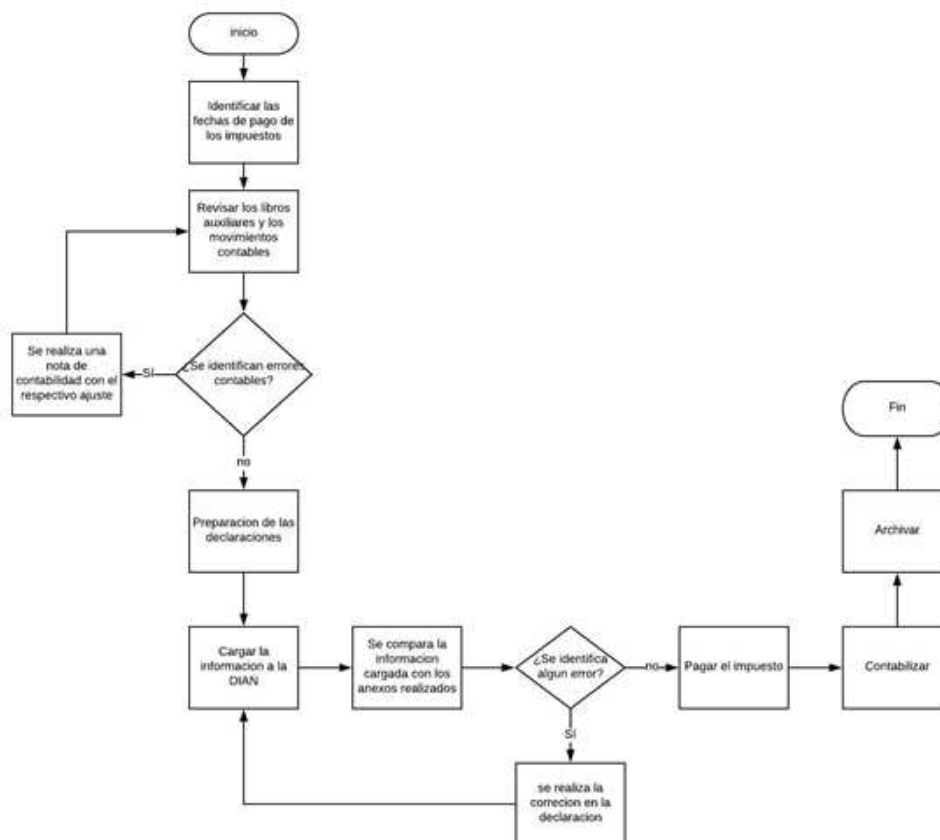 inicio
Identificar las
fechas de pago de
los impuestos
Revisar los libros
auxiliares y los
movimientos
contables
¿Se identifican errores
contables?
Sí
Se realiza una
nota de
contabilidad con el
respectivo ajuste
no
Preparacion de las
declaraciones
Cargar la
informacion a la
DIAN
Se compara la
informacion
cargada con los
anexos realizados
¿Se identifica
algun error?
no
Pagar el impuesto
Contabilizar
Archivar
Fin
Sí
se realiza la
correcion en la
declaracion